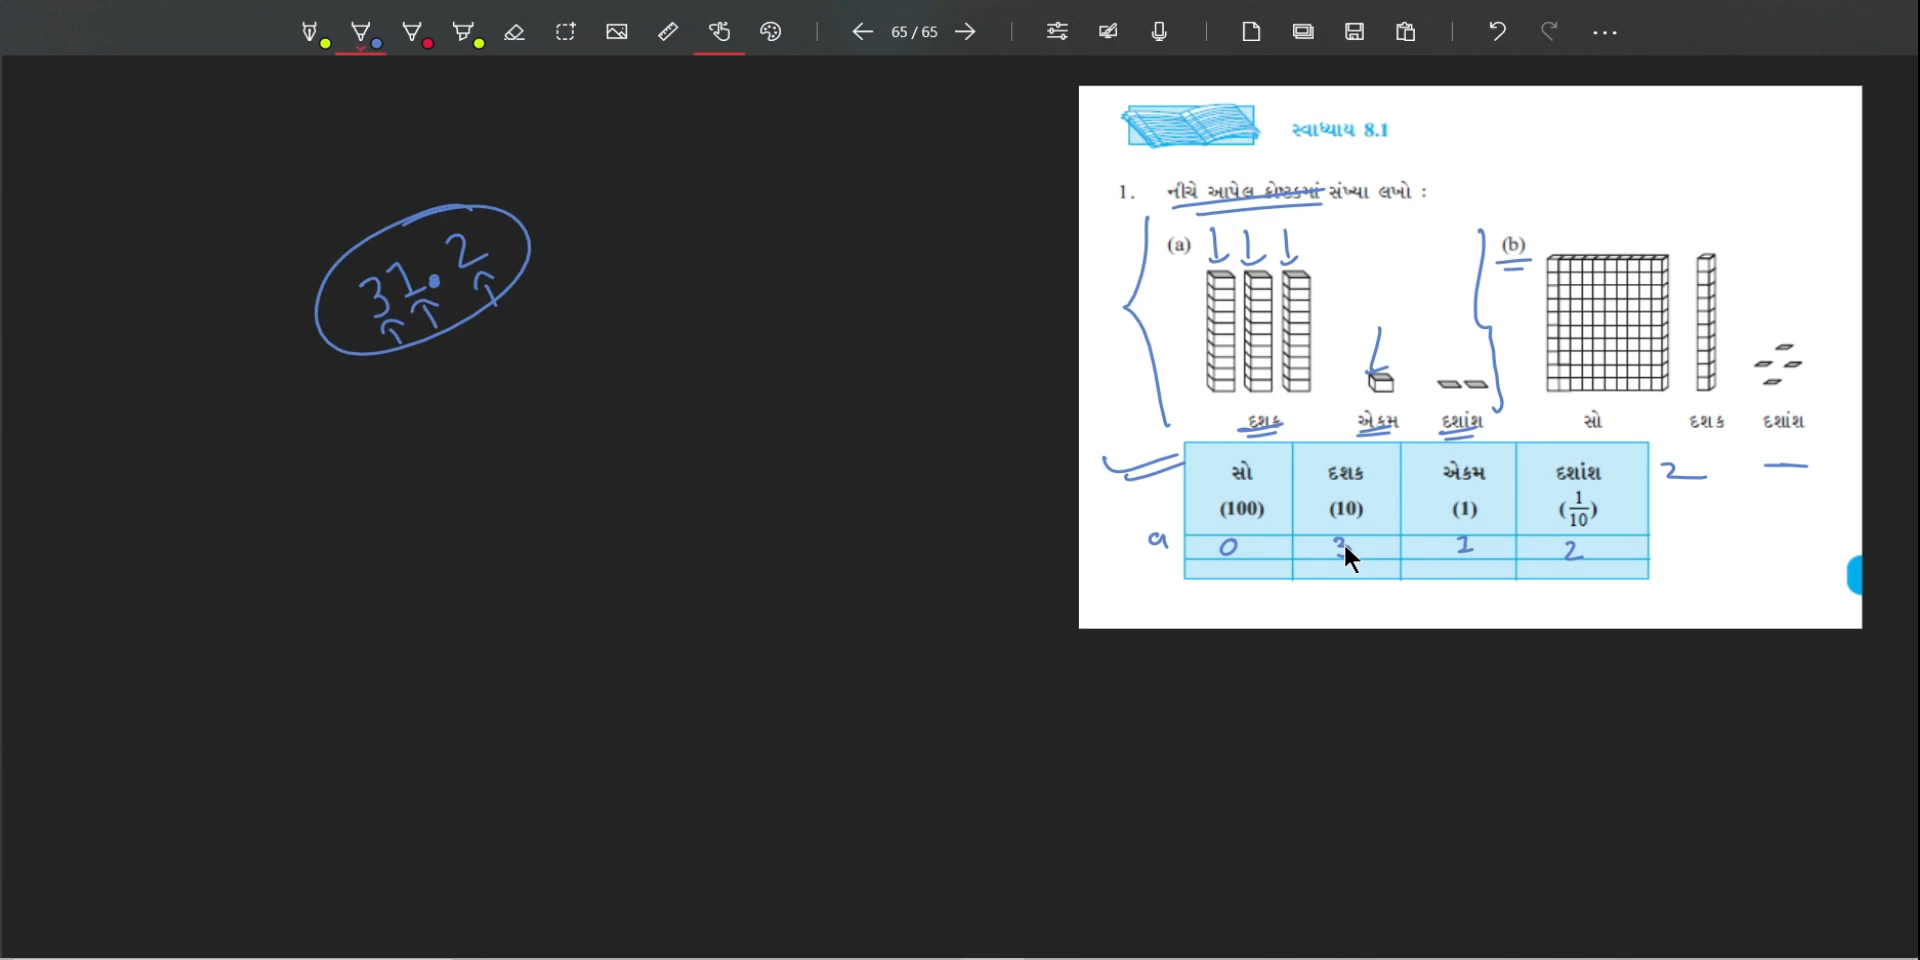 65 / 65
સ્વાધ્યાય 8.1
1. નીચે આપેલ કોષ્ટકમાં સંખ્યા લખો :
(a) (b)
31.2
દશક એકમ દશાંશ સો દશક દશાંશ
સો દશક એકમ દશાંશ 2
(100) (10) (1) (1/10)
a 0 3 1 2